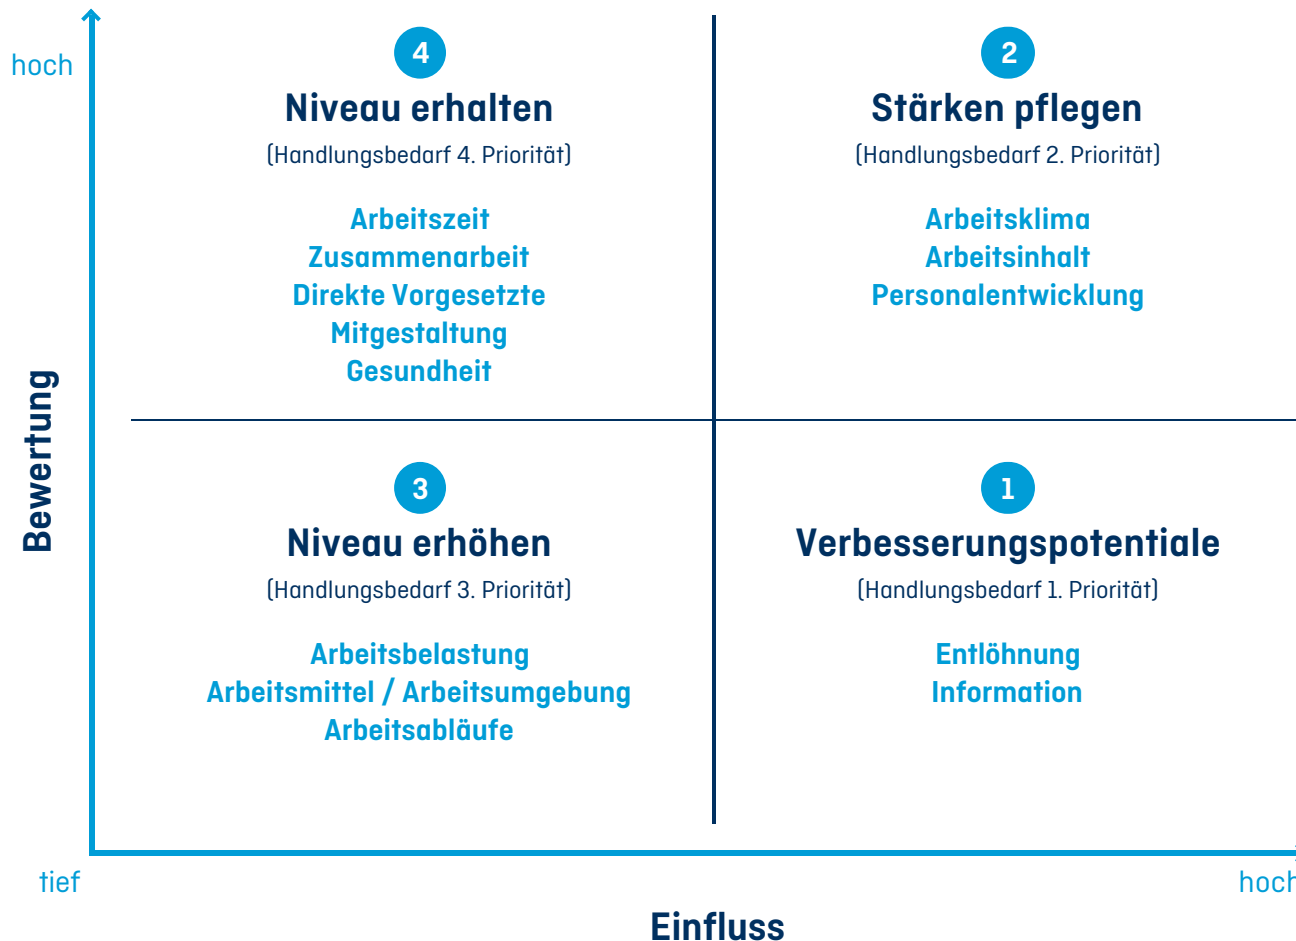 hoch
4
Niveau erhalten
(Handlungsbedarf 4. Priorität)
Arbeitszeit
Zusammenarbeit
Direkte Vorgesetzte
Mitgestaltung
Gesundheit
2
Stärken pflegen
(Handlungsbedarf 2. Priorität)
Arbeitsklima
Arbeitsinhalt
Personalentwicklung
Bewertung
3
Niveau erhöhen
(Handlungsbedarf 3. Priorität)
Arbeitsbelastung
Arbeitsmittel / Arbeitsumgebung
Arbeitsabläufe
1
Verbesserungspotentiale
(Handlungsbedarf 1. Priorität)
Entlöhnung
Information
tief
hoch
Einfluss